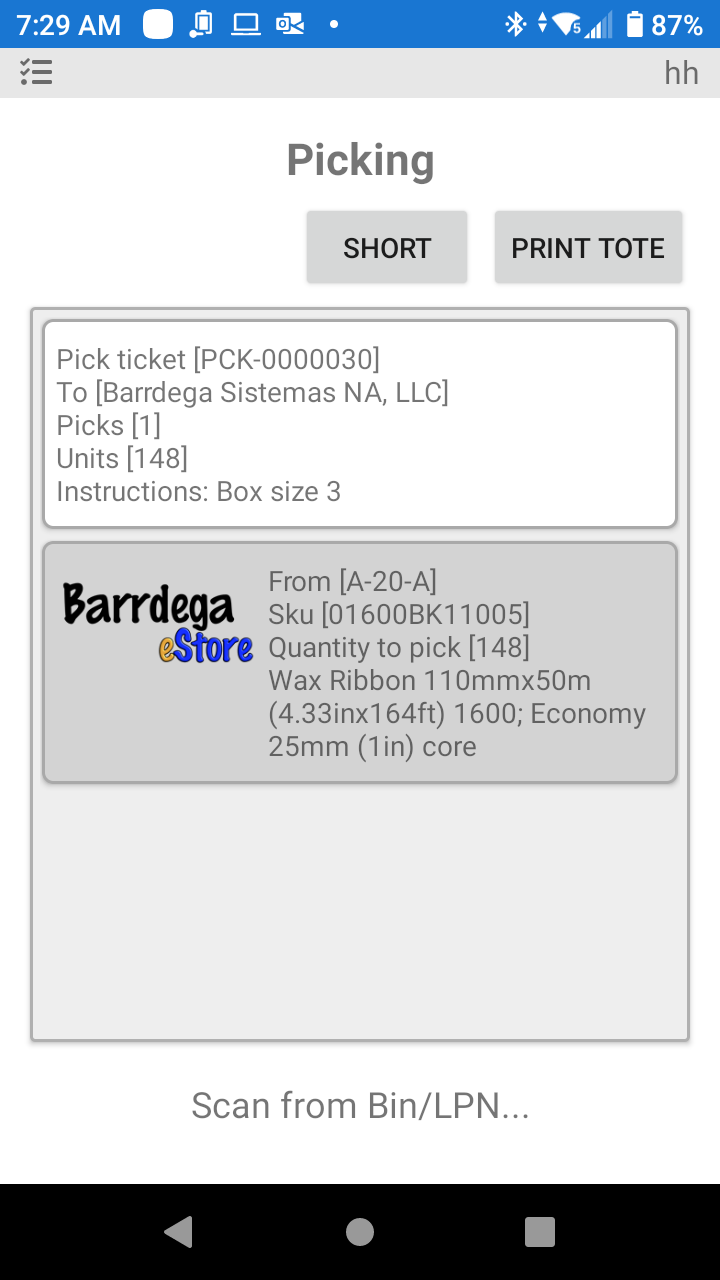 7:29 AM
5
87%
hh
Picking
SHORT
PRINT TOTE
Pick ticket [PCK-0000030]
To [Barrdega Sistemas NA, LLC]
Picks [1]
Units [148]
Instructions: Box size 3
Barrdega
eStore
From [A-20-A]
Sku [01600BK11005]
Quantity to pick [148]
Wax Ribbon 110mmx50m
(4.33inx164ft) 1600; Economy
25mm (1in) core
Scan from Bin/LPN...